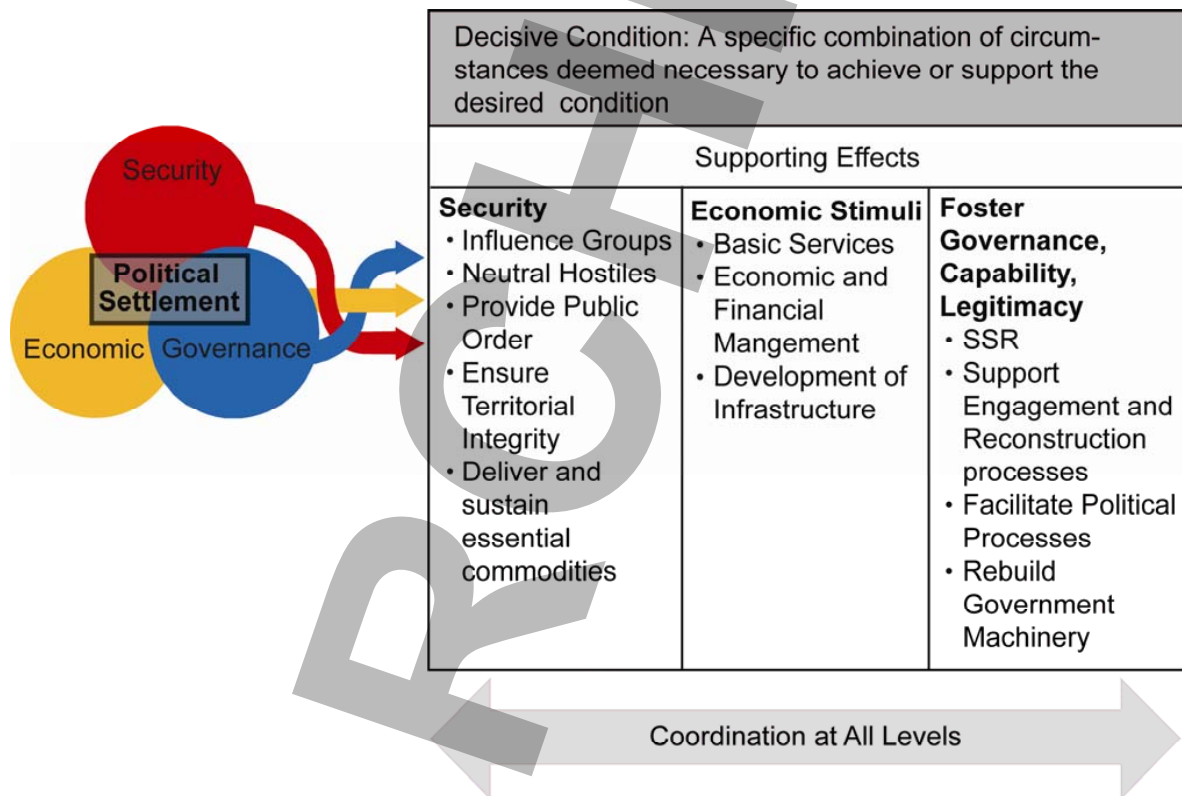 Decisive Condition: A specific combination of circum-
stances deemed necessary to achieve or support the
desired condition
Supporting Effects
Security
Political
Settlement
Economic
Governance
Security
• Influence Groups
• Neutral Hostiles
• Provide Public
Order
• Ensure
Territorial
Integrity
• Deliver and
sustain
essential
commodities
Economic Stimuli
• Basic Services
• Economic and
Financial
Mangement
• Development of
Infrastructure
Foster
Governance,
Capability,
Legitimacy
• SSR
• Support
Engagement and
Reconstruction
processes
• Facilitate Political
Processes
• Rebuild
Government
Machinery
Coordination at All Levels
RCHI